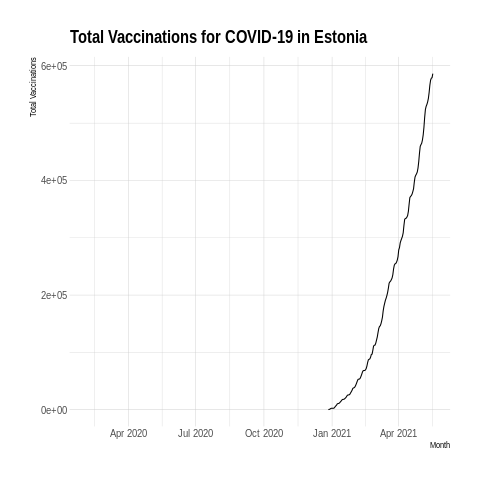 Total Vaccinations for COVID-19 in Estonia
Total Vaccinations
6e+05
4e+05
2e+05
0e+00
Apr 2020 Jul 2020 Oct 2020 Jan 2021 Apr 2021
Month